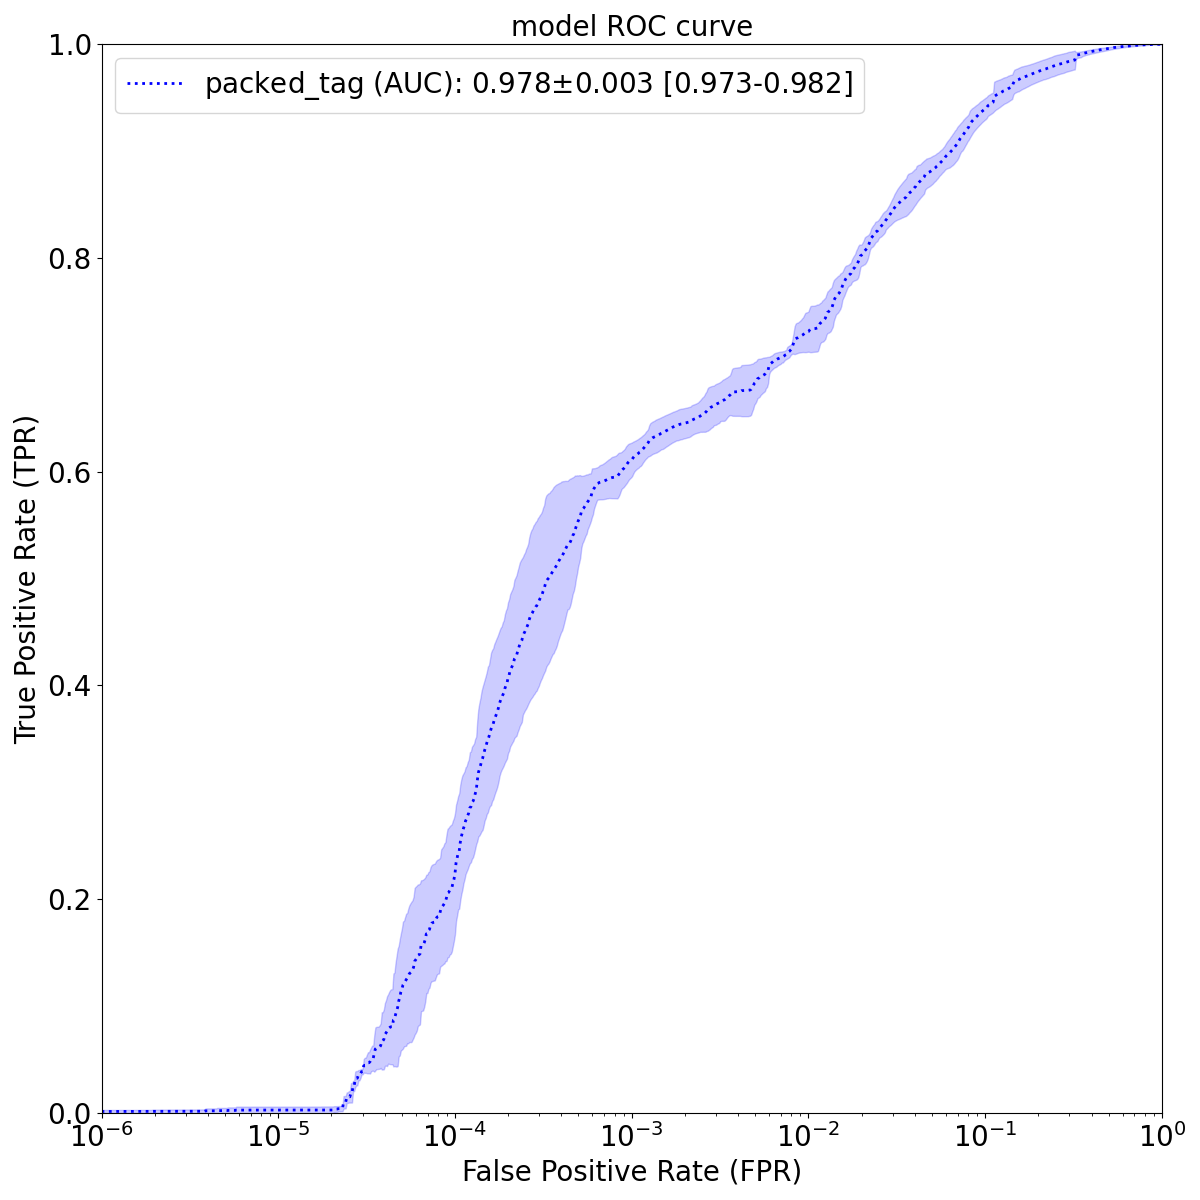 model ROC curve
packed_tag (AUC): 0.978±0.003 [0.973-0.982]
True Positive Rate (TPR)
1.0
0.8
0.6
0.4
0.2
0.0
10⁻⁶ 10⁻⁵ 10⁻⁴ 10⁻³ 10⁻² 10⁻¹ 10⁰
False Positive Rate (FPR)